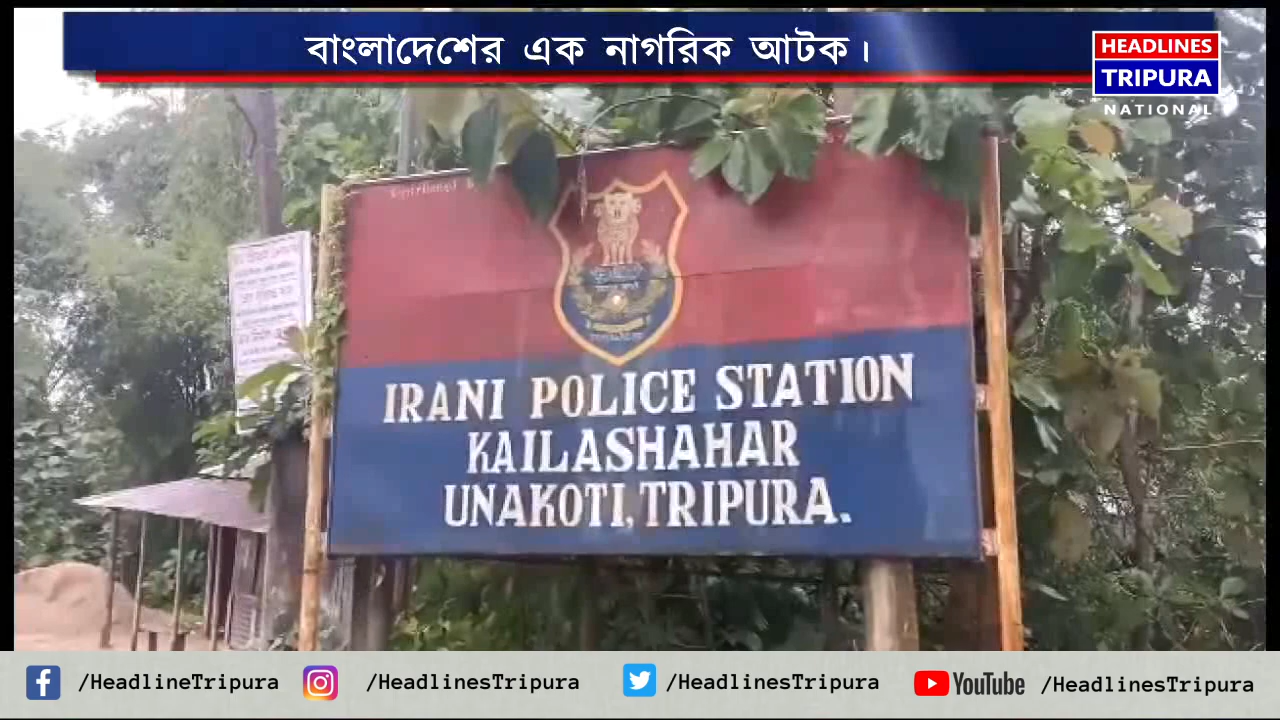 বাংলাদেশের এক নাগরিক আটক।
HEADLINES
TRIPURA
NATIONAL
IRANI POLICE STATION
KAILASHAHAR
UNAKOTI, TRIPURA.
/HeadlineTripura
/HeadlinesTripura
/HeadlinesTripura
YouTube /HeadlinesTripura